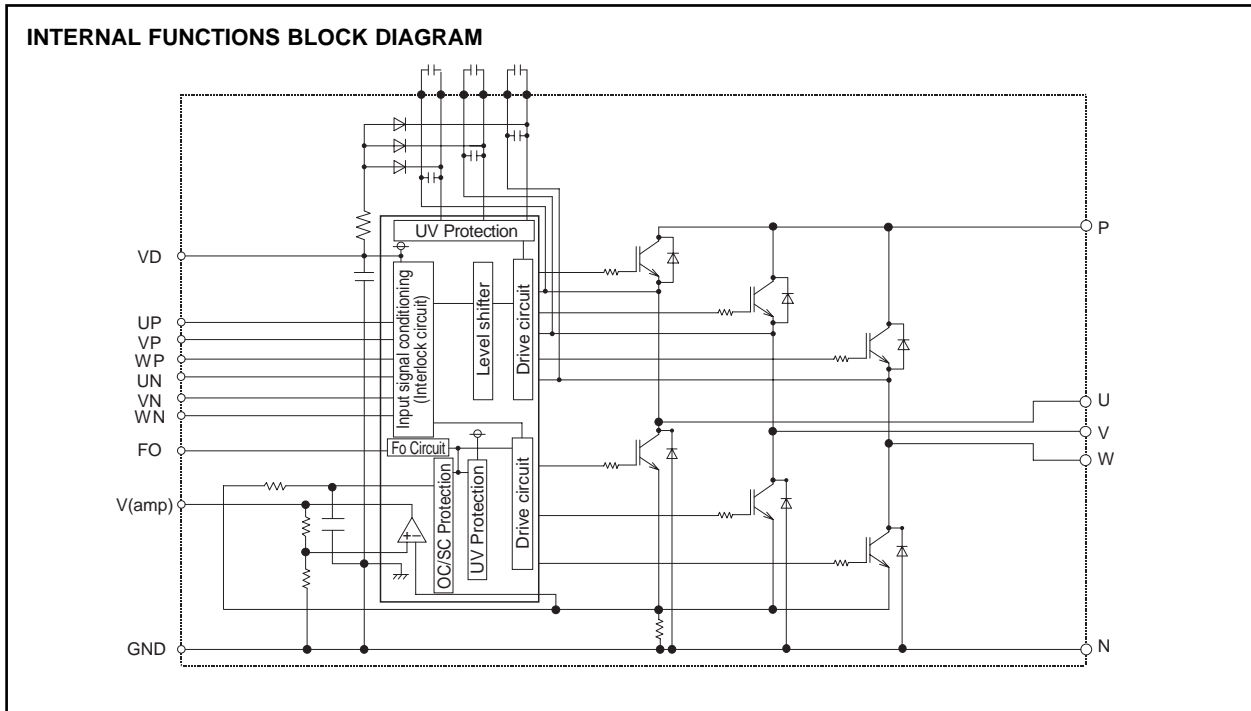 INTERNAL FUNCTIONS BLOCK DIAGRAM
UV Protection
VD
UP
VP
WP
UN
VN
WN
FO
V(amp)
GND
Input signal conditioning
(Interlock circuit)
Level shifter
Drive circuit
Fo Circuit
OC/SC Protection
UV Protection
Drive circuit
+−
P
U
V
W
N